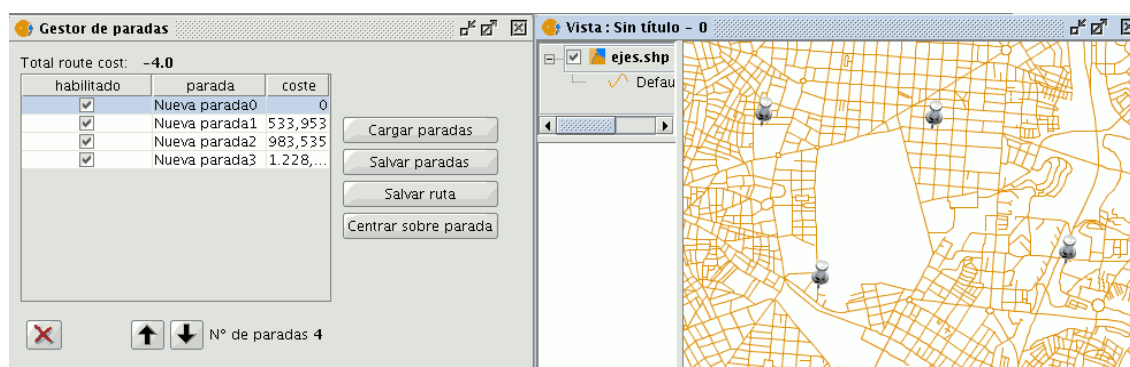 Gestor de paradas
Total route cost: -4.0
habilitado parada coste
Nueva parada0 0
Nueva parada1 533,953
Nueva parada2 983,535
Nueva parada3 1.228,...
Cargar paradas
Salvar paradas
Salvar ruta
Centrar sobre parada
N° de paradas 4
Vista : Sin título - 0
ejes.shp
Defau